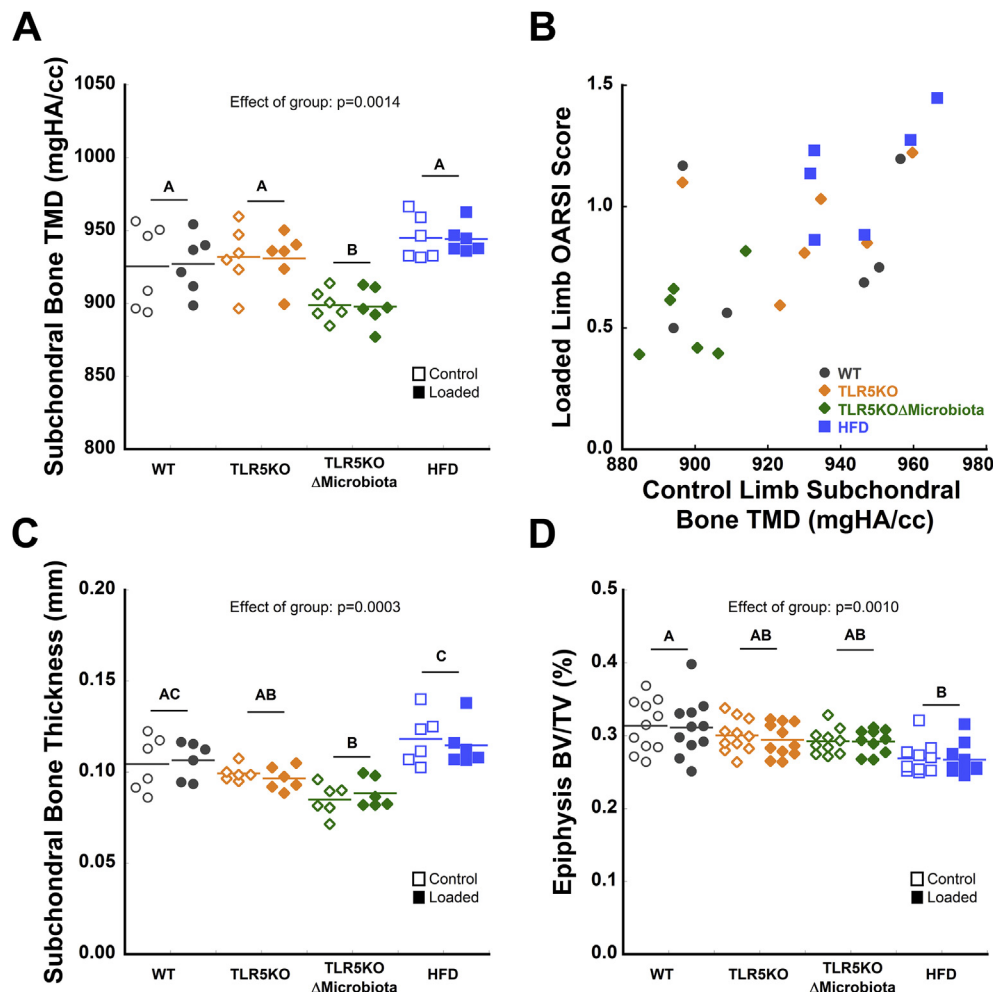 A
Subchondral Bone TMD (mgHA/cc)
1050
1000
950
900
850
800
Effect of group: p=0.0014
A
A
B
A
Control
Loaded
WT
TLR5KO
TLR5KO
ΔMicrobiota
HFD
B
Loaded Limb OARSI Score
1.5
1.0
0.5
0.0
WT
TLR5KO
TLR5KOΔMicrobiota
HFD
880
900
920
940
960
980
Control Limb Subchondral
Bone TMD (mgHA/cc)
C
Subchondral Bone Thickness (mm)
0.20
0.15
0.10
0.05
0.00
Effect of group: p=0.0003
AC
AB
B
C
Control
Loaded
WT
TLR5KO
TLR5KO
ΔMicrobiota
HFD
D
Epiphysis BV/TV (%)
0.5
0.4
0.3
0.2
0.1
0.0
Effect of group: p=0.0010
A
AB
AB
B
Control
Loaded
WT
TLR5KO
TLR5KO
ΔMicrobiota
HFD